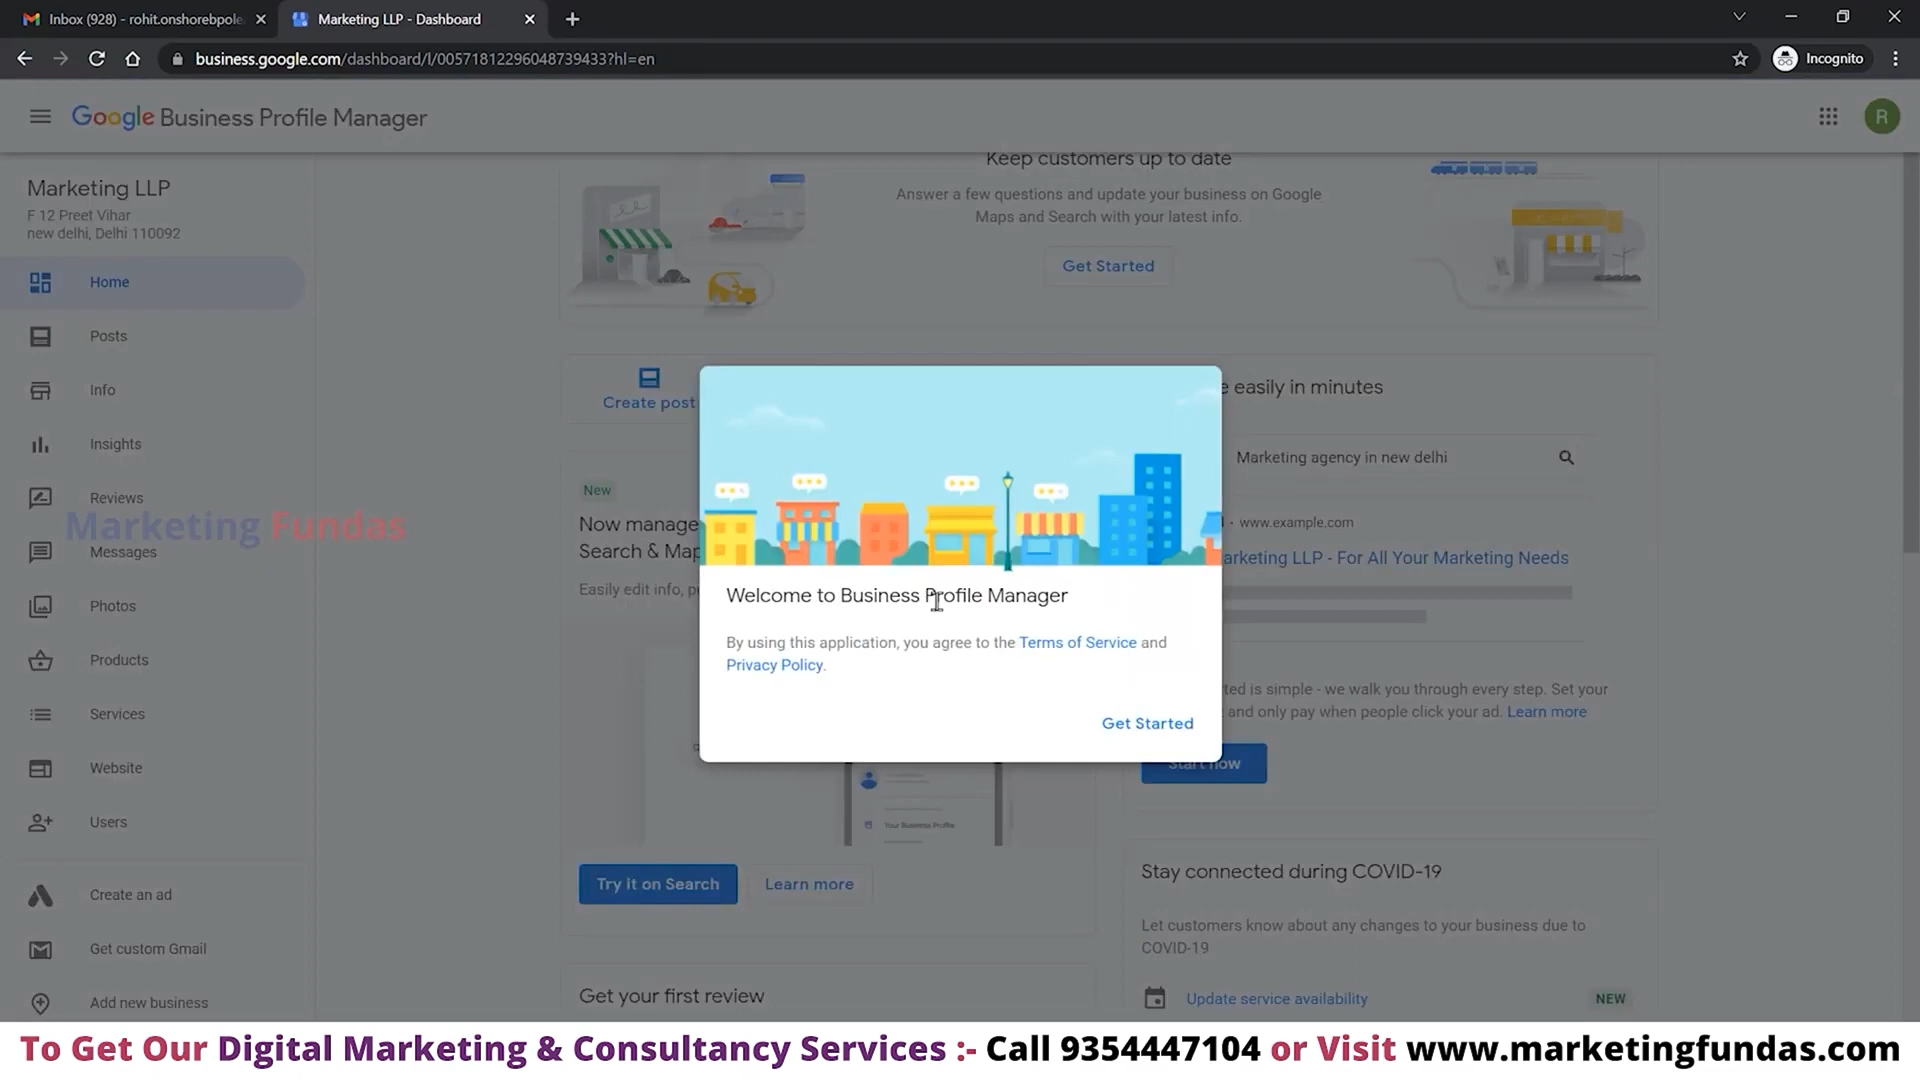 Inbox (928) - rohit.onshorebpole
Marketing LLP - Dashboard
business.google.com/dashboard/l/00571812296048739433?hl=en
Incognito
Google Business Profile Manager
R
Marketing LLP
F 12 Preet Vihar
new delhi, Delhi 110092
Home
Posts
Info
Insights
Reviews
Marketing Fundas
Messages
Photos
Products
Services
Website
Users
Create an ad
Get custom Gmail
Add new business
Keep customers up to date
Answer a few questions and update your business on Google
Maps and Search with your latest info.
Get Started
Create post
New
Now manage
Search & Map
Easily edit info, p
Your Business Profile
Try it on Search
Learn more
Get your first review
Welcome to Business Profile Manager
By using this application, you agree to the Terms of Service and
Privacy Policy.
Get Started
e easily in minutes
Marketing agency in new delhi
· www.example.com
arketing LLP - For All Your Marketing Needs
ted is simple - we walk you through every step. Set your
and only pay when people click your ad. Learn more
Start now
Stay connected during COVID-19
Let customers know about any changes to your business due to
COVID-19
Update service availability
NEW
To Get Our Digital Marketing & Consultancy Services :- Call 9354447104 or Visit www.marketingfundas.com